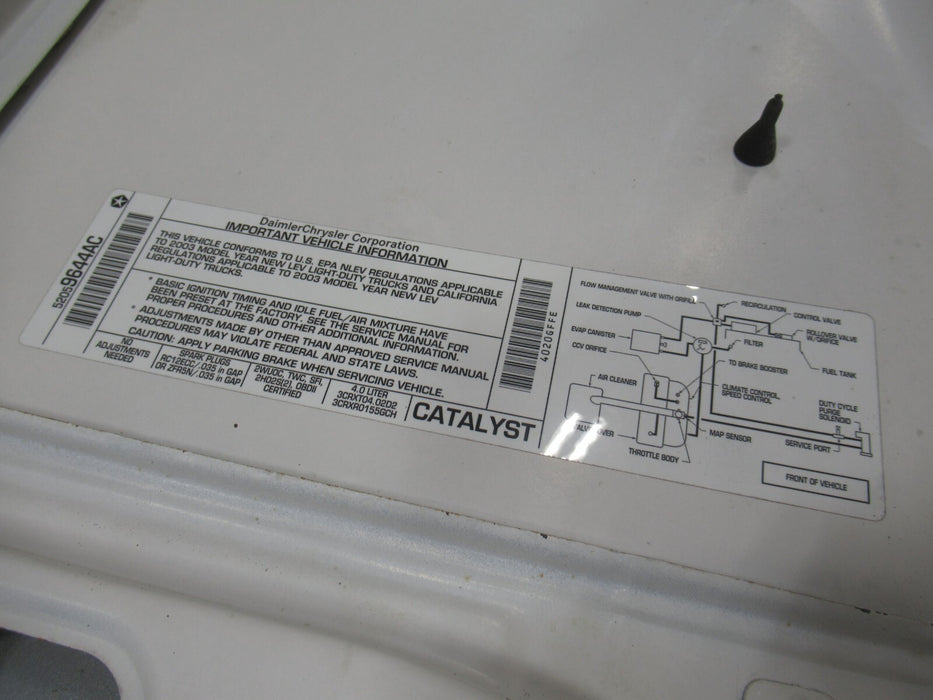 52059644AC
DaimlerChrysler Corporation
IMPORTANT VEHICLE INFORMATION
THIS VEHICLE CONFORMS TO U.S. EPA NLEV REGULATIONS APPLICABLE
TO 2003 MODEL YEAR NEW LEV LIGHT-DUTY TRUCKS AND CALIFORNIA
REGULATIONS APPLICABLE TO 2003 MODEL YEAR NEW LEV
LIGHT-DUTY TRUCKS.
* BASIC IGNITION TIMING AND IDLE FUEL/AIR MIXTURE HAVE
BEEN PRESET AT THE FACTORY. SEE THE SERVICE MANUAL FOR
PROPER PROCEDURES AND OTHER ADDITIONAL INFORMATION.
* ADJUSTMENTS MADE BY OTHER THAN APPROVED SERVICE MANUAL
PROCEDURES MAY VIOLATE FEDERAL AND STATE LAWS.
CAUTION: APPLY PARKING BRAKE WHEN SERVICING VEHICLE.
NO
ADJUSTMENTS
NEEDED
SPARK PLUGS
RC12ECC/.035 in GAP
OR ZFR5N/.035 in GAP
2WUOC, TWC, SFI,
2HO2S(2), OBDII
CERTIFIED
4.0 LITER
3CRXT04.02D2
3CRXR0155GCH
CATALYST
4020GFFE
FLOW MANAGEMENT VALVE WITH ORIFICE
LEAK DETECTION PUMP
EVAP CANISTER
CCV ORIFICE
AIR CLEANER
VALVE COVER
THROTTLE BODY
RECIRCULATION
CONTROL VALVE
ROLLOVER VALVE
W/ORIFICE
FILTER
FUEL TANK
TO BRAKE BOOSTER
CLIMATE CONTROL
SPEED CONTROL
DUTY CYCLE
PURGE
SOLENOID
MAP SENSOR
SERVICE PORT
FRONT OF VEHICLE